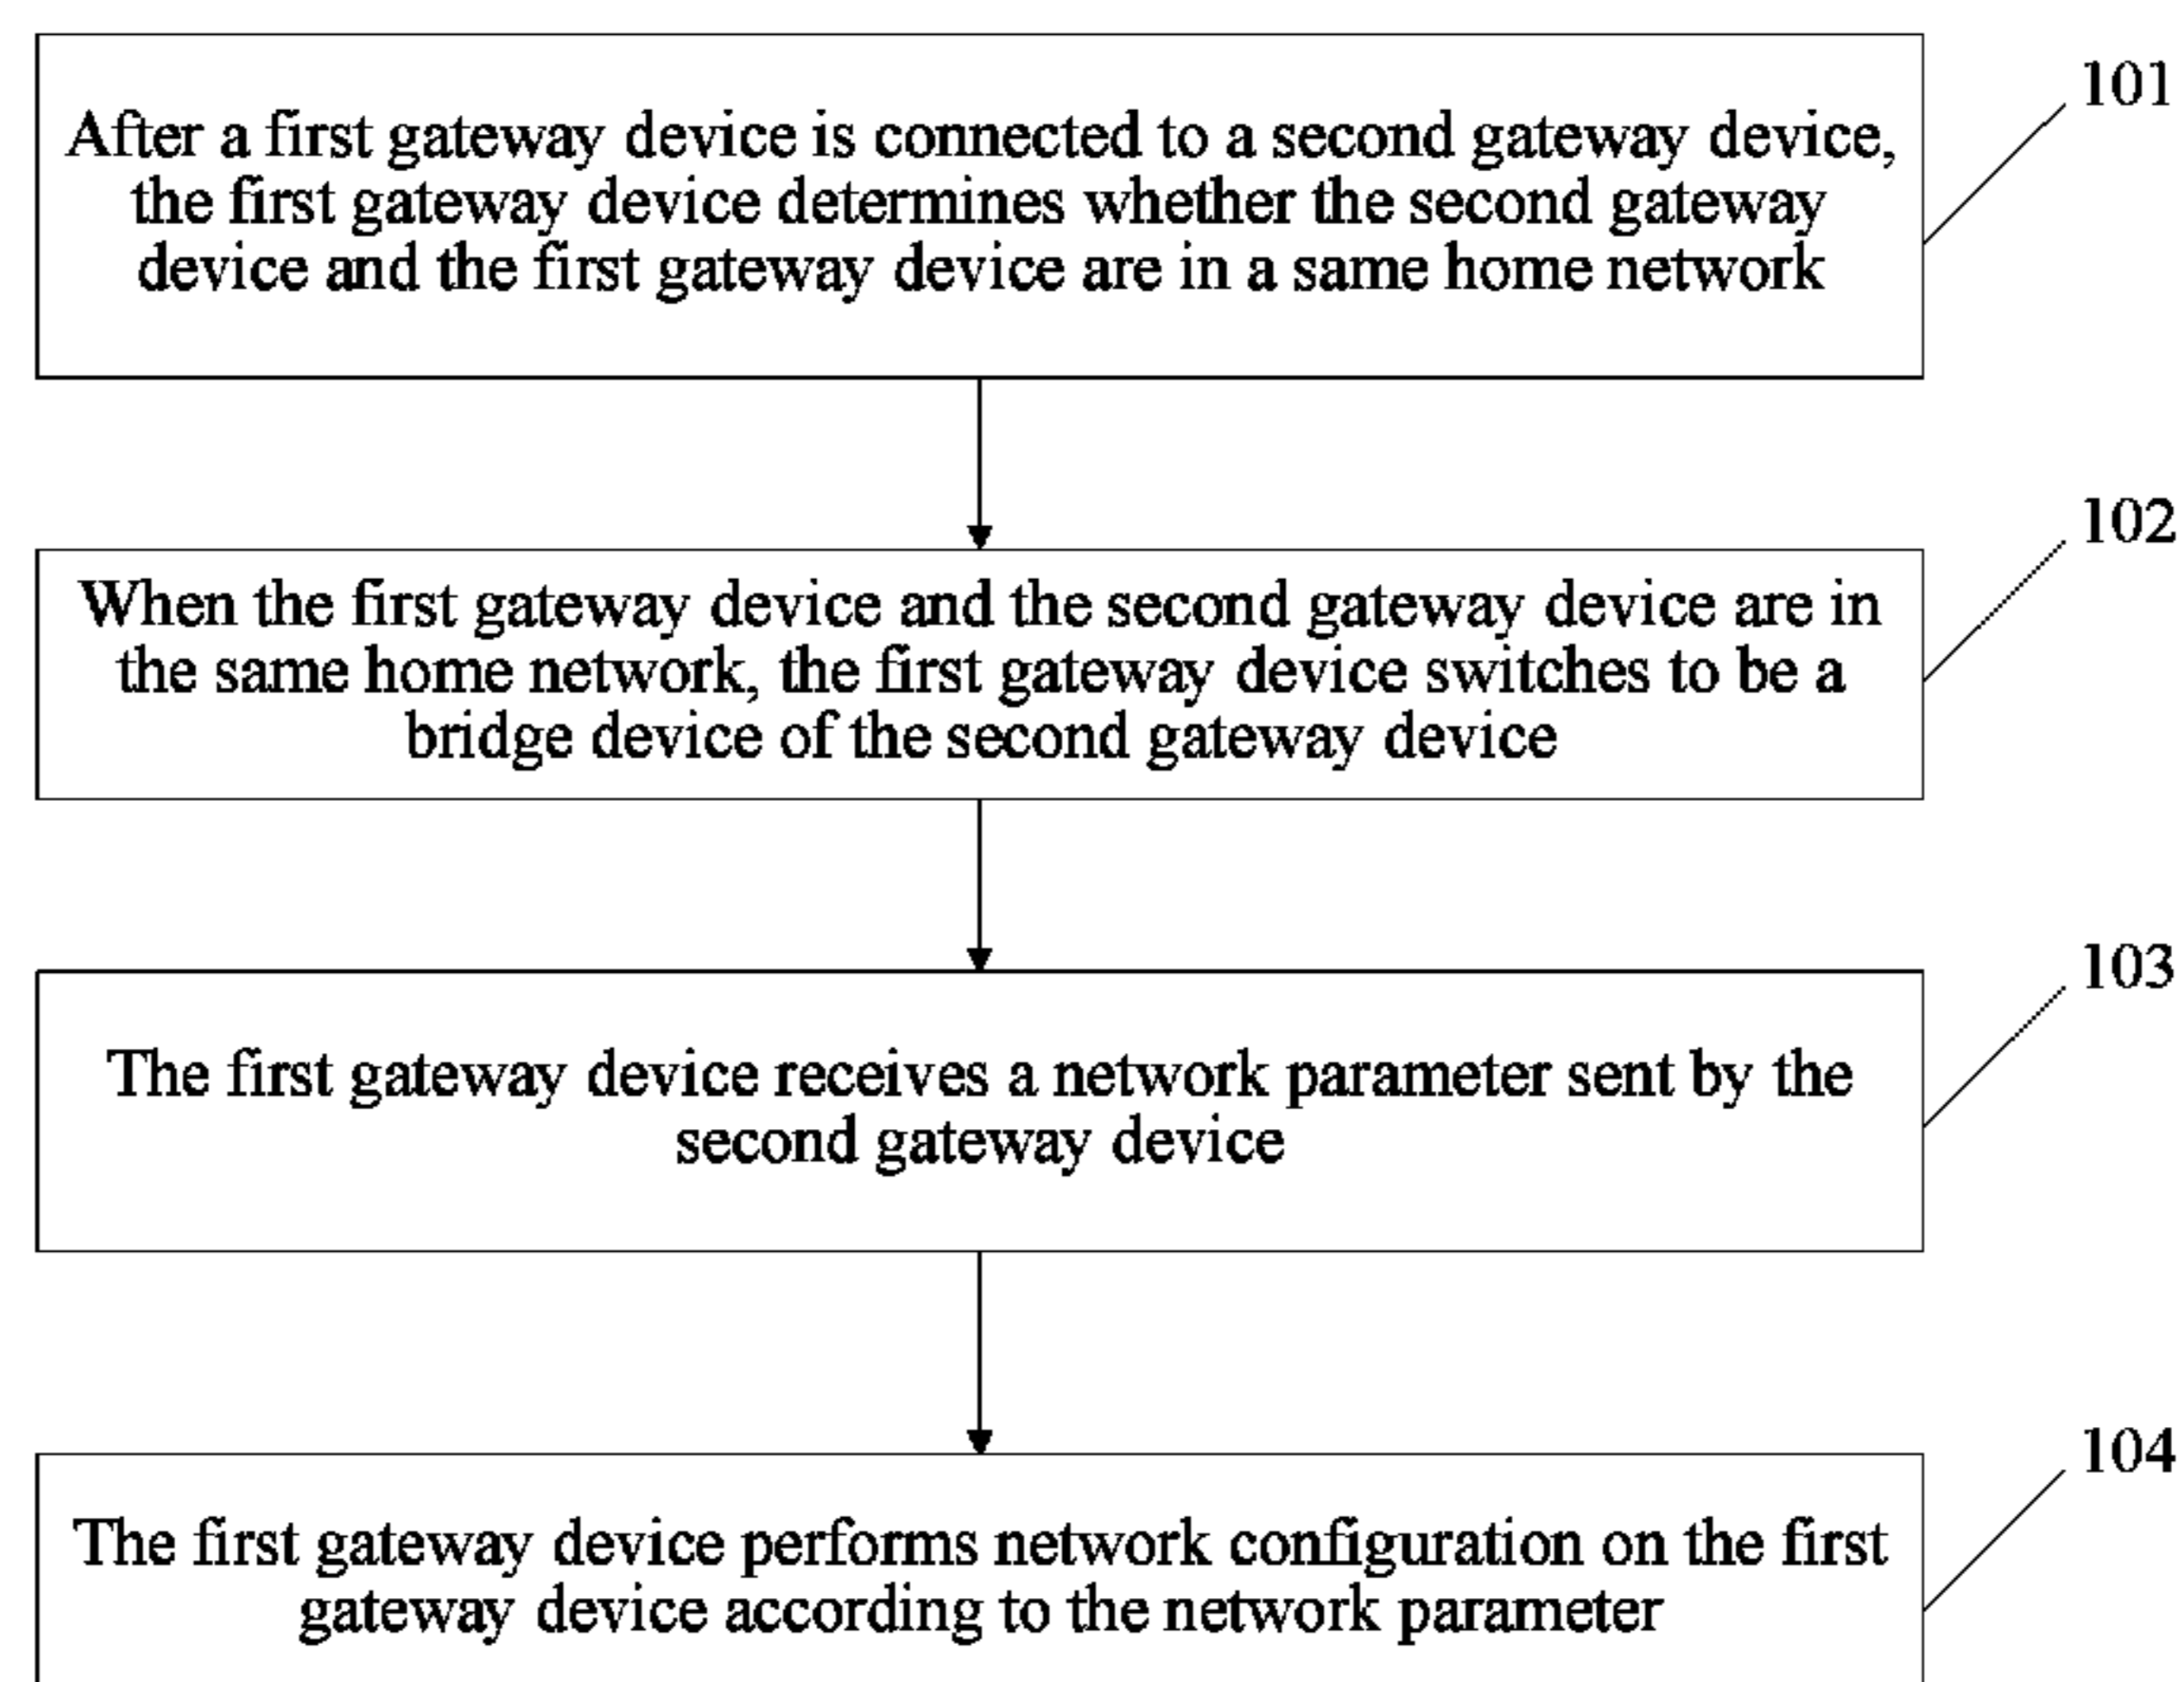 After a first gateway device is connected to a second gateway device,
the first gateway device determines whether the second gateway
device and the first gateway device are in a same home network
101
When the first gateway device and the second gateway device are in
the same home network, the first gateway device switches to be a
bridge device of the second gateway device
102
The first gateway device receives a network parameter sent by the
second gateway device
103
The first gateway device performs network configuration on the first
gateway device according to the network parameter
104